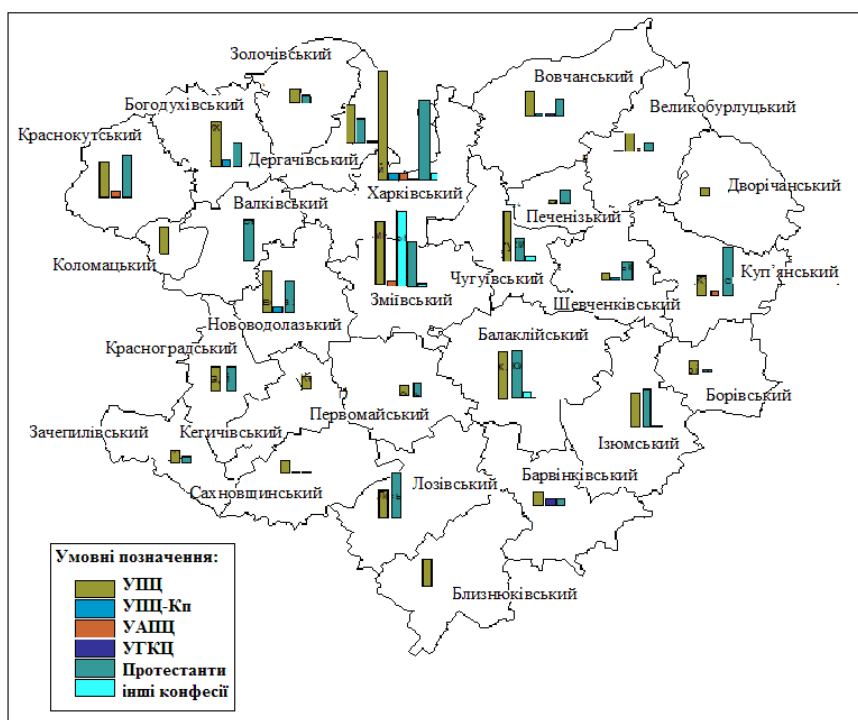 Золочівський
Вовчанський
Богодухівський
Великобурлуцький
Краснокутський
Дергачівський
Харківський
Дворічанський
Валківський
Печенізький
Коломацький
Чугуївський
Куп'янський
Зміївський
Шевченківський
Нововодолазький
Балаклійський
Красноградський
Борівський
Первомайський
Зачепилівський
Кегичівський
Ізюмський
Барвінківський
Лозівський
Сахновщинський
Близнюківський
Умовні позначення:
УПЦ
УПЦ-Кп
УАПЦ
УГКЦ
Протестанти
інші конфесії